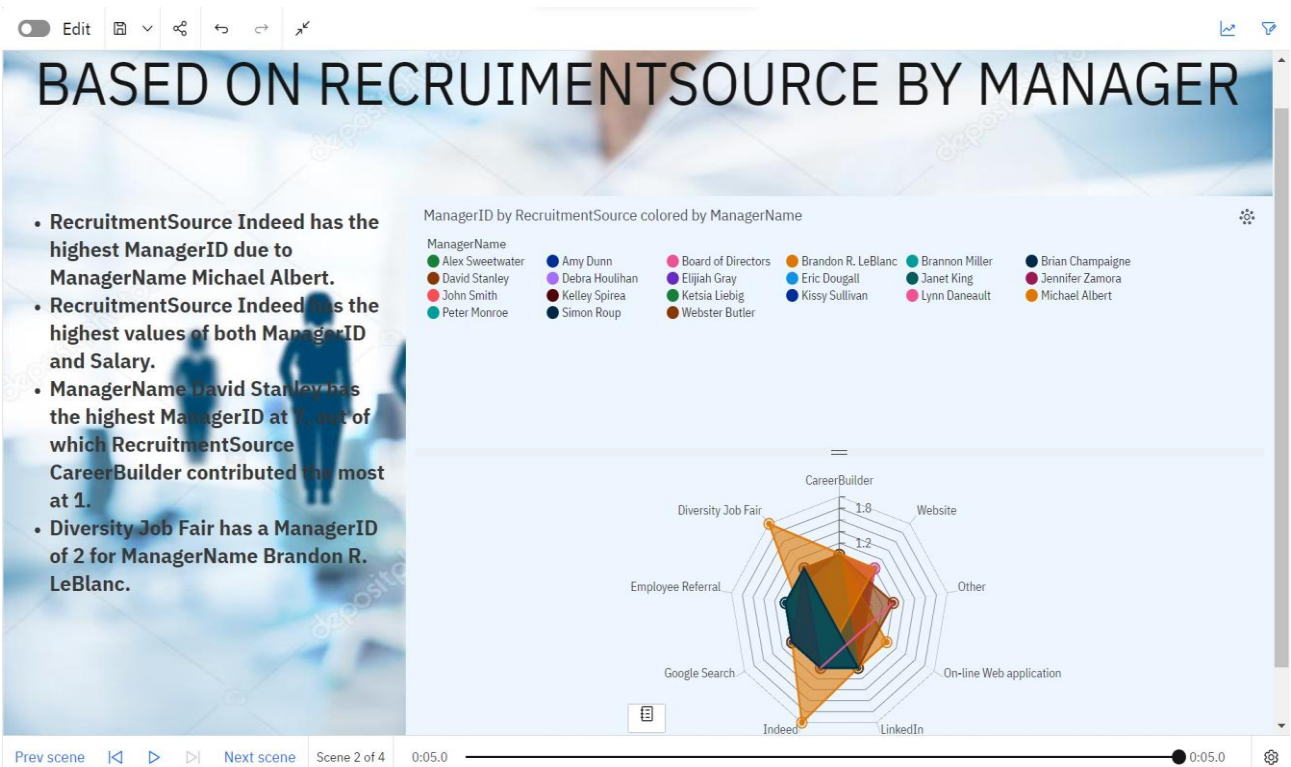 Edit
BASED ON RECRUIMENTSOURCE BY MANAGER
• RecruitmentSource Indeed has the
highest ManagerID due to
ManagerName Michael Albert.
• RecruitmentSource Indeed has the
highest values of both ManagerID
and Salary.
• ManagerName David Stanley has
the highest ManagerID at 7, out of
which RecruitmentSource
CareerBuilder contributed the most
at 1.
• Diversity Job Fair has a ManagerID
of 2 for ManagerName Brandon R.
LeBlanc.
ManagerID by RecruitmentSource colored by ManagerName
ManagerName
Alex Sweetwater Amy Dunn Board of Directors Brandon R. LeBlanc Brannon Miller Brian Champaigne
David Stanley Debra Houlihan Elijiah Gray Eric Dougall Janet King Jennifer Zamora
John Smith Kelley Spirea Ketsia Liebig Kissy Sullivan Lynn Daneault Michael Albert
Peter Monroe Simon Roup Webster Butler
CareerBuilder
Diversity Job Fair 1.8 Website
1.2
Employee Referral Other
Google Search On-line Web application
Indeed LinkedIn
Prev scene Next scene Scene 2 of 4 0:05.0 0:05.0
depositphotos